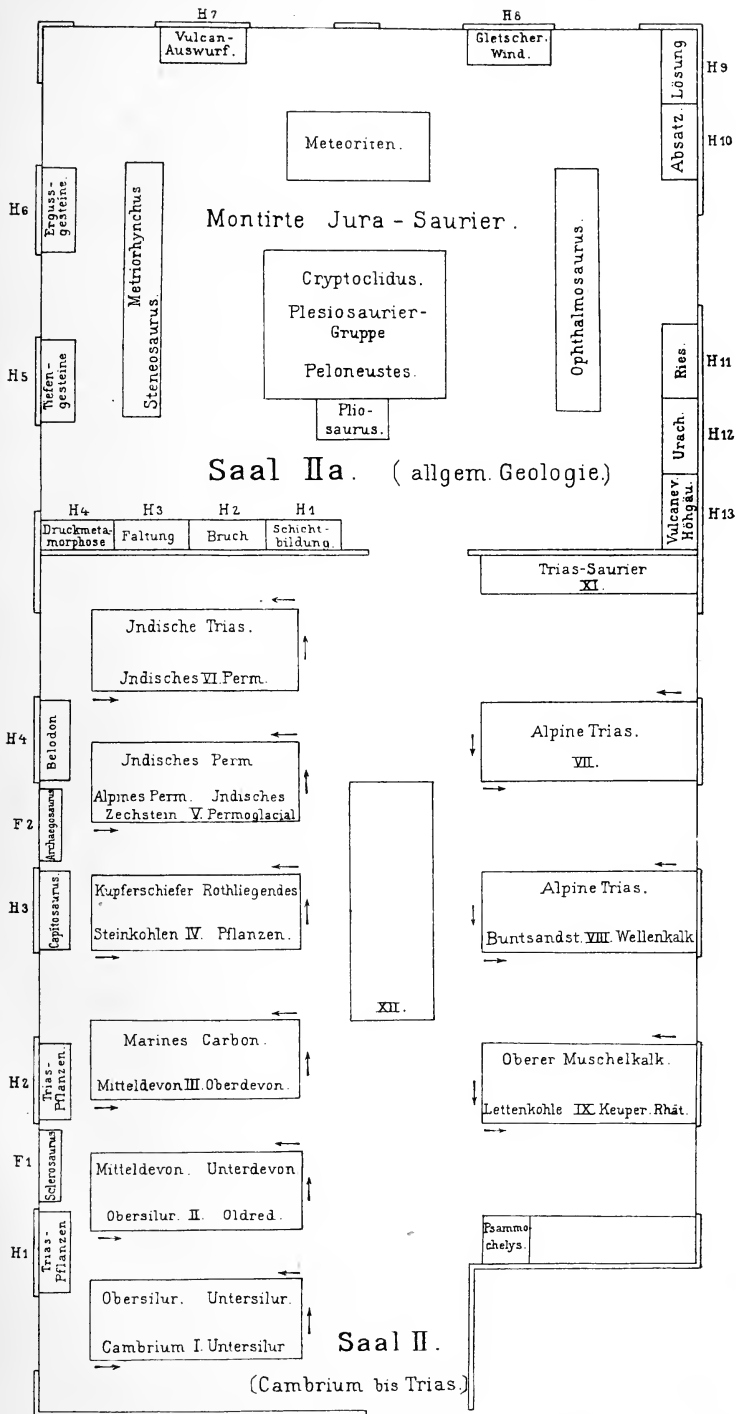 H7
H8
Vulcan-
Auswurf.
Gletscher.
Wind.
Lösung
H9
Absatz.
H10
Meteoriten.
H6
Erguss-
gesteine.
Metriorhynchus
Steneosaurus.
Montirte Jura - Saurier.
Ophthalmosaurus.
Cryptoclidus.
Plesiosaurier-
Gruppe
Peloneustes.
Plio-
saurus.
H5
Tiefen-
gesteine
Ries.
H11
Urach.
H12
Vulcane v.
Höhgäu.
H13
Saal IIa. (allgem. Geologie.)
H4 H3 H2 H1
Druckmeta-
morphose
Faltung
Bruch
Schicht-
bildung.
Trias-Saurier
XI.
Jndische Trias.
Jndisches VI. Perm.
H4
Belodon
Alpine Trias.
VII.
Jndisches Perm
Alpines Perm. Jndisches
Zechstein V. Permoglacial
F2
Archaegosaurus
H3
Capitosaurus.
Kupferschiefer Rothliegendes
Steinkohlen IV. Pflanzen.
Alpine Trias.
Buntsandst. VIII. Wellenkalk
XII.
Marines Carbon.
Mitteldevon III. Oberdevon.
H2
Trias-
Pflanzen.
Oberer Muschelkalk.
Lettenkohle IX. Keuper. Rhät.
F1
Sclerosaurus
Mitteldevon. Unterdevon
Obersilur. II. Oldred.
H1
Trias-
Pflanzen
Psammo-
chelys.
Obersilur. Untersilur.
Cambrium I. Untersilur
Saal II.
(Cambrium bis Trias.)